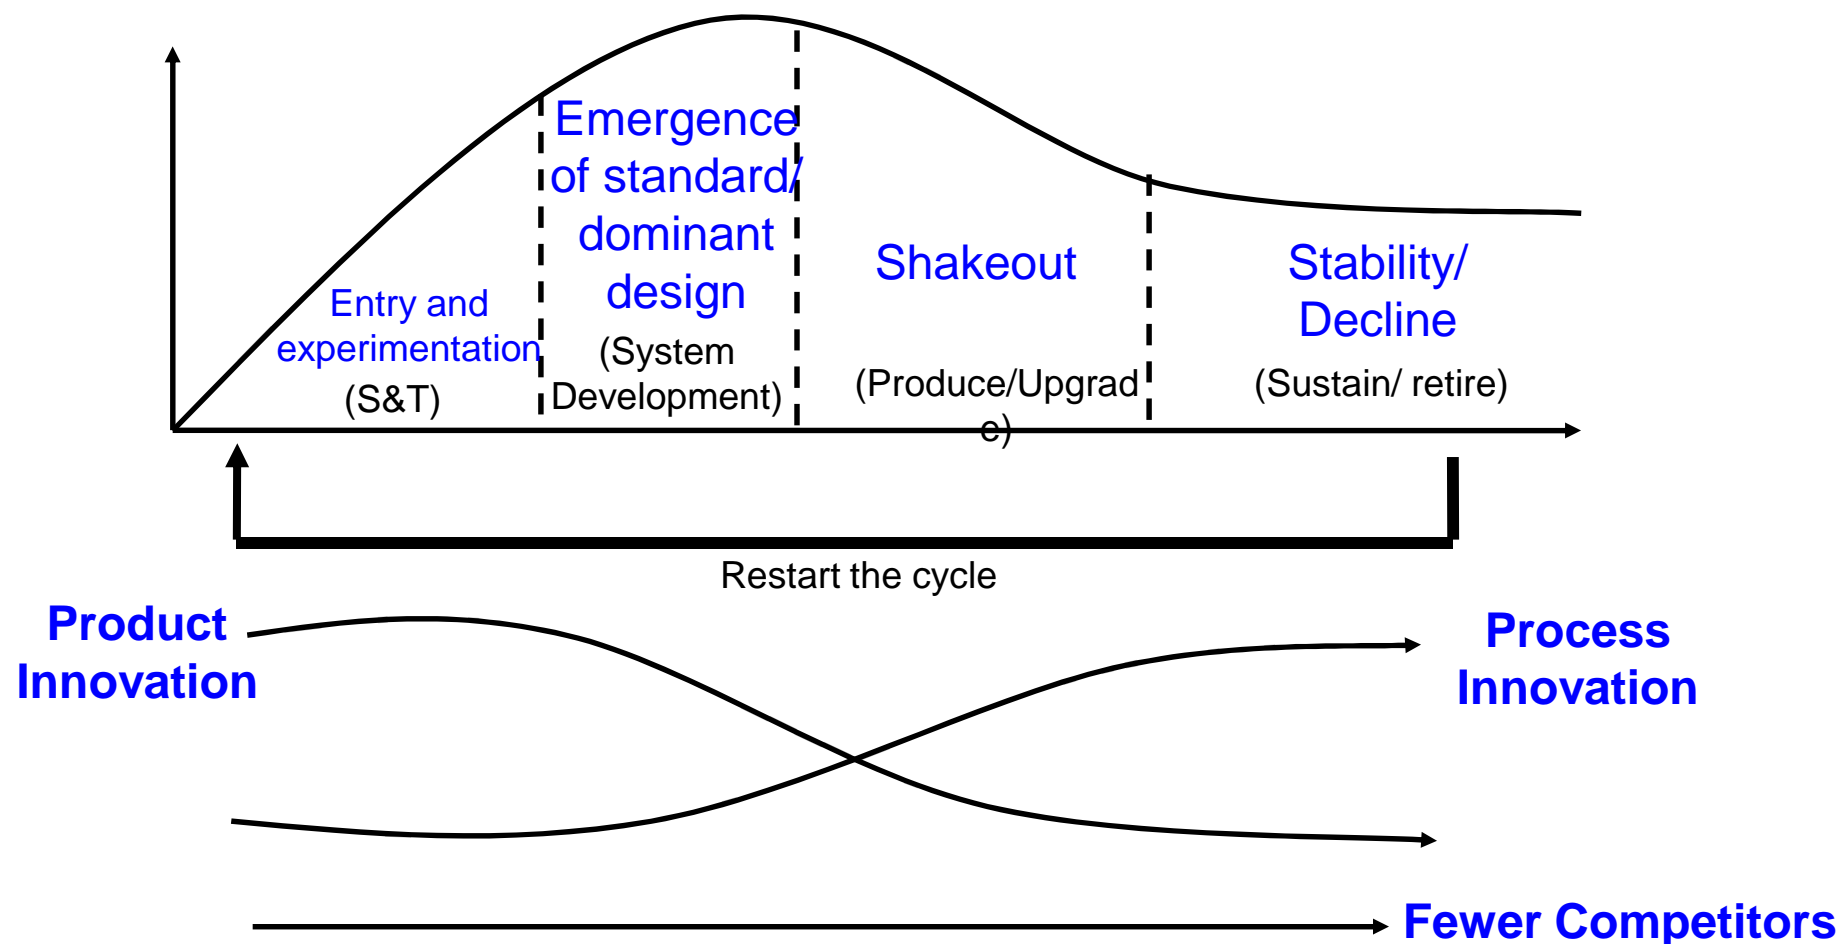 Entry and
experimentation
(S&T)
Emergence
of standard/
dominant
design
(System
Development)
Shakeout
(Produce/Upgrad
e)
Stability/
Decline
(Sustain/ retire)
Restart the cycle
Product
Innovation
Process
Innovation
Fewer Competitors